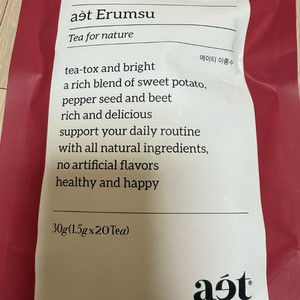 aət Erumsu
Tea for nature
에이티 이름수
tea-tox and bright
a rich blend of sweet potato,
pepper seed and beet
rich and delicious
support your daily routine
with all natural ingredients,
no artificial flavors
healthy and happy
30g(1.5g x 20Tea)
aét